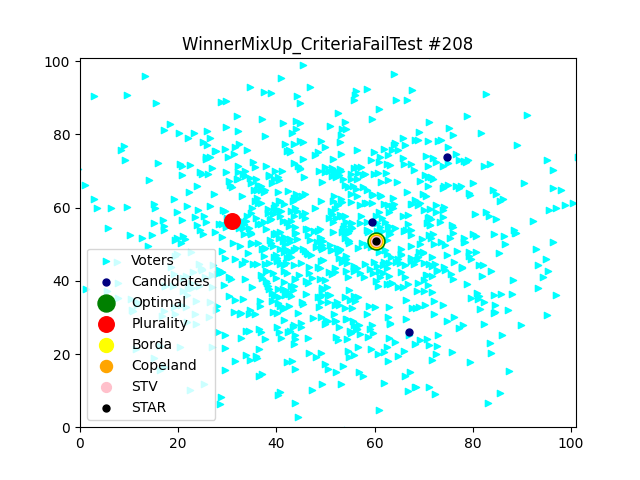 WinnerMixUp_CriteriaFailTest #208
100
80
60
40
20
0
Voters
Candidates
Optimal
Plurality
Borda
Copeland
STV
STAR
0 20 40 60 80 100